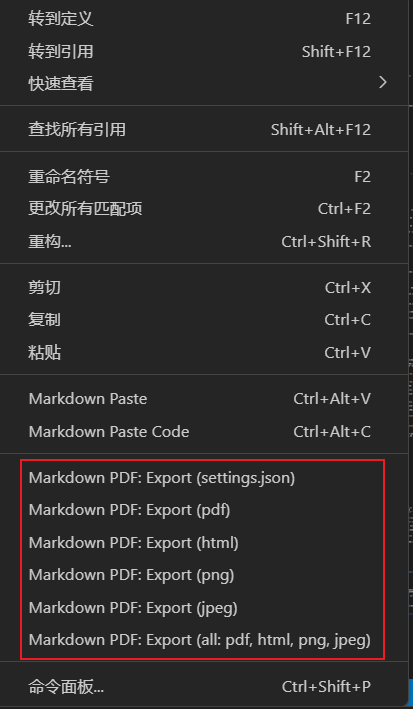 转到定义 F12
转到引用 Shift+F12
快速查看
查找所有引用 Shift+Alt+F12
重命名符号 F2
更改所有匹配项 Ctrl+F2
重构... Ctrl+Shift+R
剪切 Ctrl+X
复制 Ctrl+C
粘贴 Ctrl+V
Markdown Paste Ctrl+Alt+V
Markdown Paste Code Ctrl+Alt+C
Markdown PDF: Export (settings.json)
Markdown PDF: Export (pdf)
Markdown PDF: Export (html)
Markdown PDF: Export (png)
Markdown PDF: Export (jpeg)
Markdown PDF: Export (all: pdf, html, png, jpeg)
命令面板... Ctrl+Shift+P